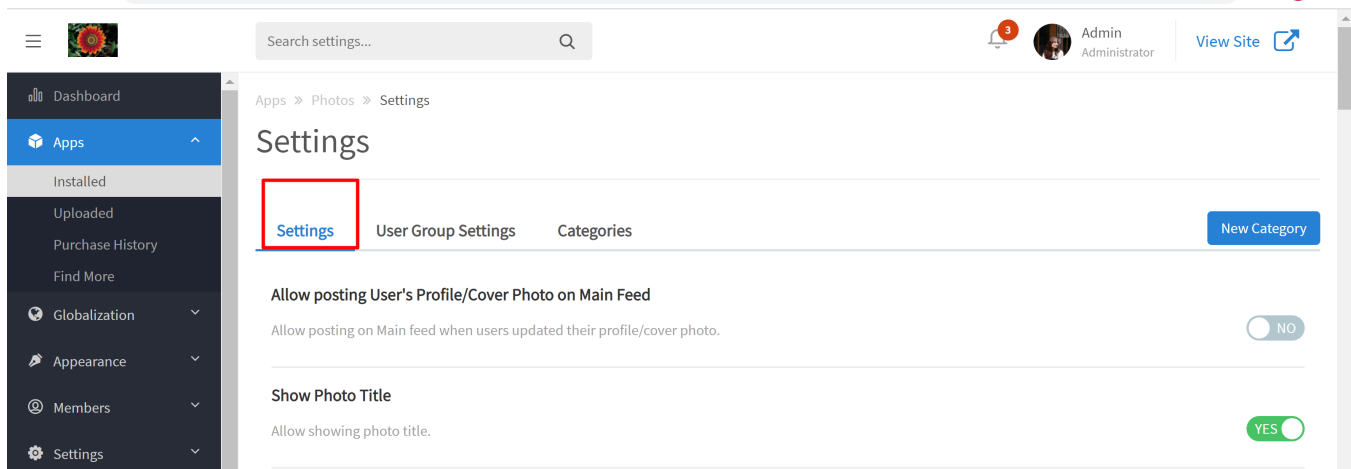 Search settings...
3
Admin
Administrator
View Site
Dashboard
Apps
Installed
Uploaded
Purchase History
Find More
Globalization
Appearance
Members
Settings
Apps » Photos » Settings
Settings
Settings User Group Settings Categories New Category
Allow posting User's Profile/Cover Photo on Main Feed
Allow posting on Main feed when users updated their profile/cover photo.
NO
Show Photo Title
Allow showing photo title.
YES